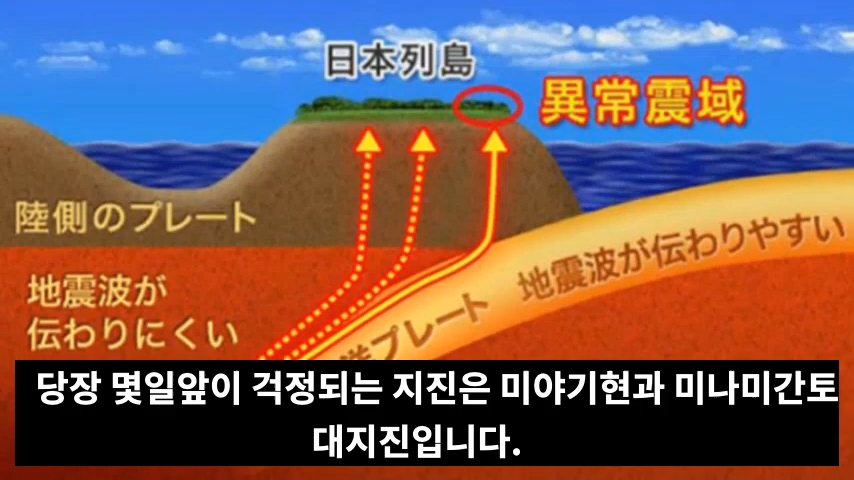 日本列島
異常震域
陸側のプレート
地震波が
伝わりにくい
地震波が伝わりやすい
プレート
당장 몇일앞이 걱정되는 지진은 미야기현과 미나미간토
대지진입니다.